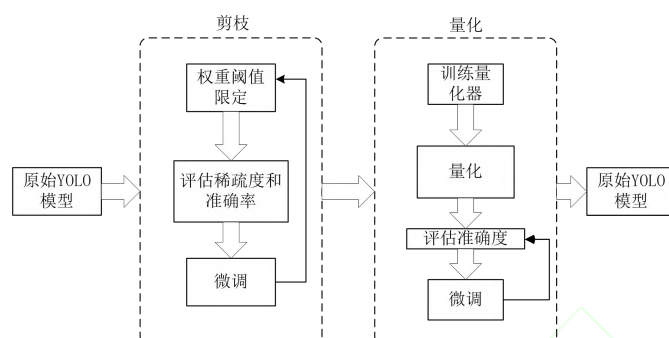 剪枝
量化
权重阈值
限定
训练量
化器
原始YOLO
模型
评估稀疏度和
准确率
量化
原始YOLO
模型
评估准确度
微调
微调